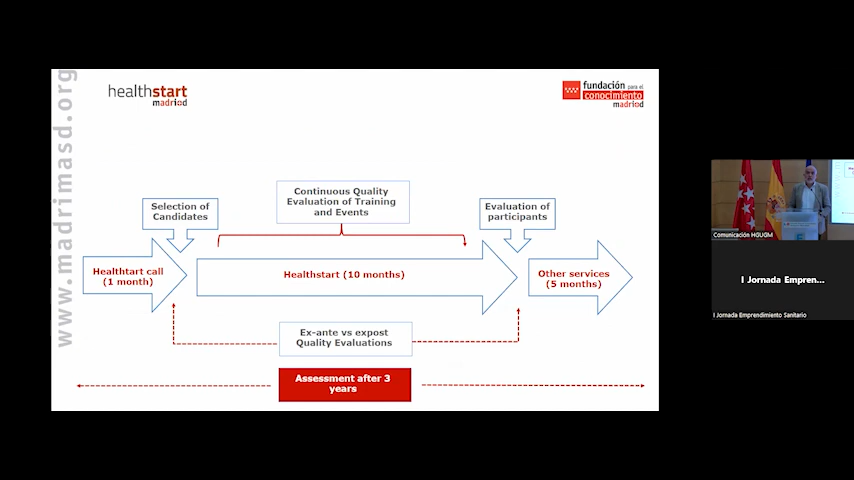 www.madrimasd.org
healthstart
madrid
fundación para el
conocimiento
madrid
Selection of
Candidates
Continuous Quality
Evaluation of Training
and Events
Evaluation of
participants
Healthtart call
(1 month)
Healthstart (10 months)
Other services
(5 months)
Ex-ante vs expost
Quality Evaluations
Assessment after 3
years
Comunicación HGUGM
I Jornada Empren...
I Jornada Emprendimiento Sanitario